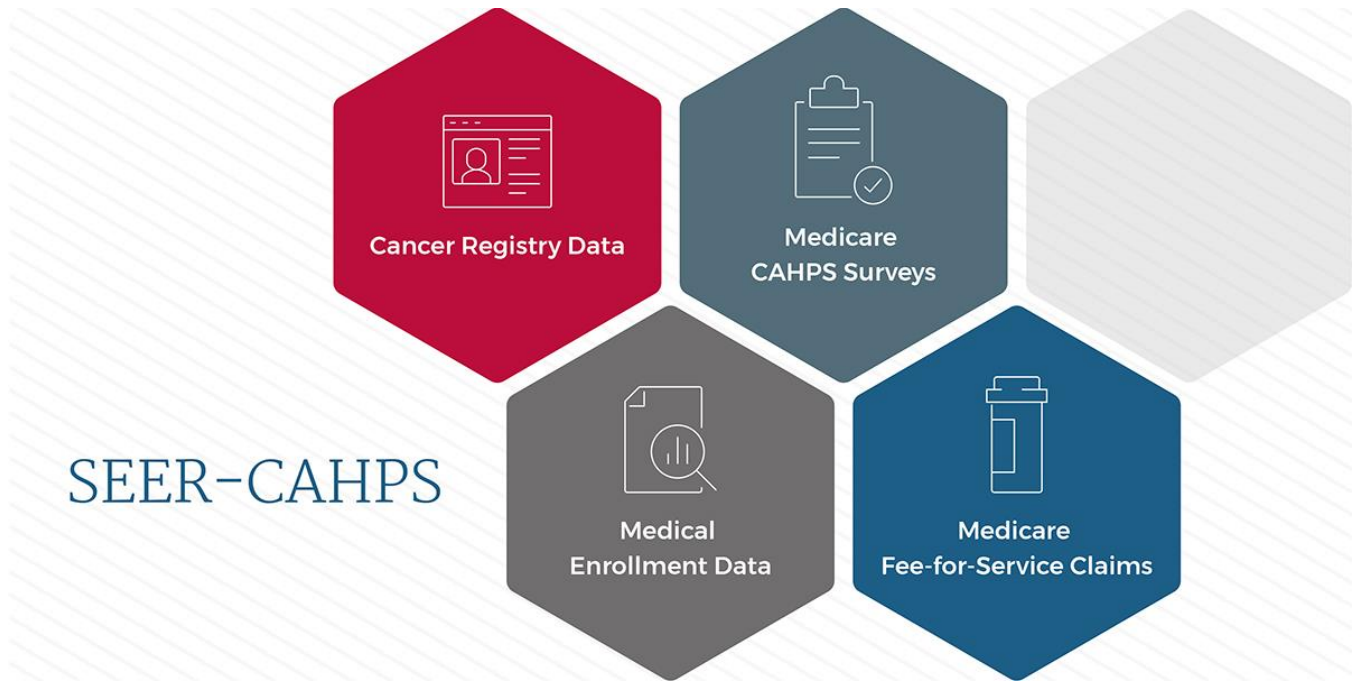 Cancer Registry Data
Medicare
CAHPS Surveys
SEER-CAHPS
Medical
Enrollment Data
Medicare
Fee-for-Service Claims